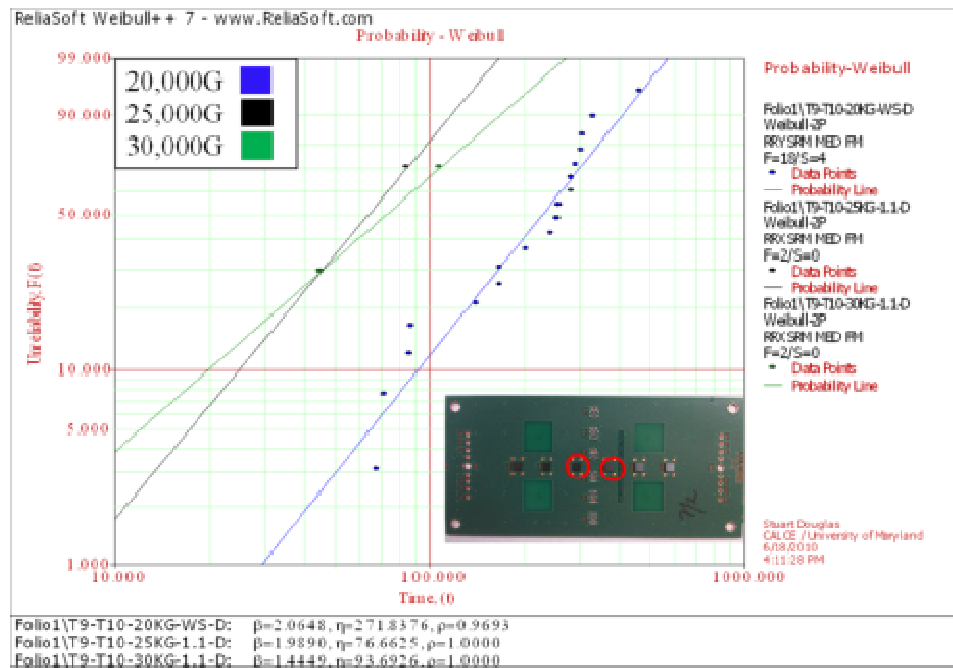 ReliaSoft Weibull++ 7 - www.ReliaSoft.com
Probability - Weibull
99.000
90.000
50.000
10.000
5.000
1.000
Unreliability, F(t)
20,000G
25,000G
30,000G
10.000
100.000
1000.000
Time, (t)
Probability-Weibull
Folio1\T9-T10-20KG-WS-D
Weibull-2P
RRY SRM MED FM
F=18/S=4
Data Points
Probability Line
Folio1\T9-T10-25KG-1.1-D
Weibull-2P
RRX SRM MED FM
F=2/S=0
Data Points
Probability Line
Folio1\T9-T10-30KG-1.1-D
Weibull-2P
RRX SRM MED FM
F=2/S=0
Data Points
Probability Line
Stuart Douglas
CALCE / University of Maryland
6/18/2010
4:11:28 PM
Folio1\T9-T10-20KG-WS-D: β=2.0648, η=271.8376, ρ=0.9693
Folio1\T9-T10-25KG-1.1-D: β=1.9890, η=76.6625, ρ=1.0000
Folio1\T9-T10-30KG-1.1-D: β=1.4449, η=93.6926, ρ=1.0000